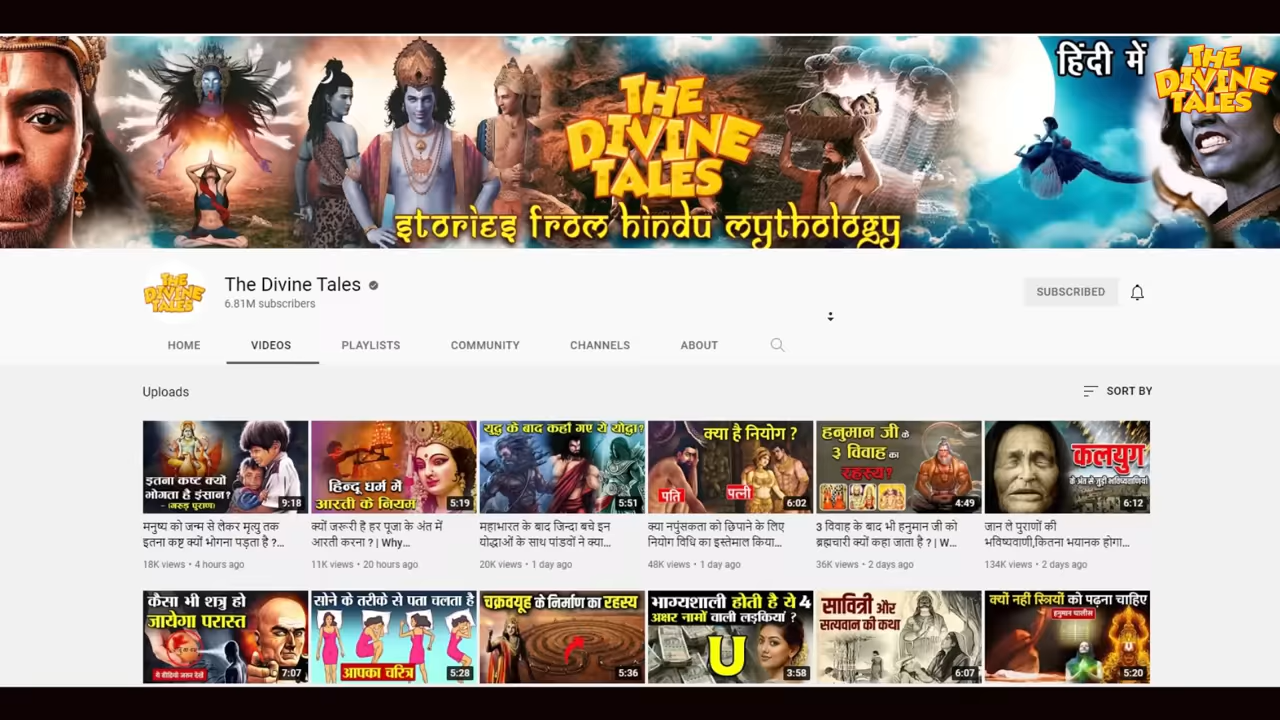 हिंदी में
THE
DIVINE
TALES
THE
DIVINE
TALES
stories from hindu mythology
THE
DIVINE
TALES
The Divine Tales
6.81M subscribers
SUBSCRIBED
HOME
VIDEOS
PLAYLISTS
COMMUNITY
CHANNELS
ABOUT
Uploads
SORT BY
इतना कष्ट क्यों
भोगता है इंसान?
- (गरुड़ पुराण)
9:18
हिन्दू धर्म में
आरती के नियम
5:19
युद्ध के बाद कहाँ गए ये योद्धा?
5:51
क्या है नियोग ?
पति
पत्नी
6:02
हनुमान जी के
3 विवाह का
रहस्य?
4:49
कलयुग
के अंत से जुड़ी भविष्यवाणियाँ
6:12
मनुष्य को जन्म से लेकर मृत्यु तक
इतना कष्ट क्यों भोगना पड़ता है ?...
18K views • 4 hours ago
क्यों जरूरी है हर पूजा के अंत में
आरती करना ? | Why...
11K views • 20 hours ago
महाभारत के बाद जिन्दा बचे इन
योद्धाओं के साथ पांडवों ने क्या...
20K views • 1 day ago
क्या नपुंसकता को छिपाने के लिए
नियोग विधि का इस्तेमाल किया...
48K views • 1 day ago
3 विवाह के बाद भी हनुमान जी को
ब्रह्मचारी क्यों कहा जाता है ? | W...
36K views • 2 days ago
जान ले पुराणों की
भविष्यवाणी,कितना भयानक होगा...
134K views • 2 days ago
कैसा भी शत्रु हो
जायेगा परास्त
ये वीडियो जरूर देखें
7:07
सोने के तरीके से पता चलता है
आपका चरित्र
5:28
चक्रवयूह के निर्माण का रहस्य
5:36
भाग्यशाली होती है ये 4
अक्षर नामों वाली लड़कियां ?
U
3:58
सावित्री और
सत्यवान की कथा
6:07
क्यों नहीं स्त्रियों को पढ़ना चाहिए
हनुमान चालीसा
5:20